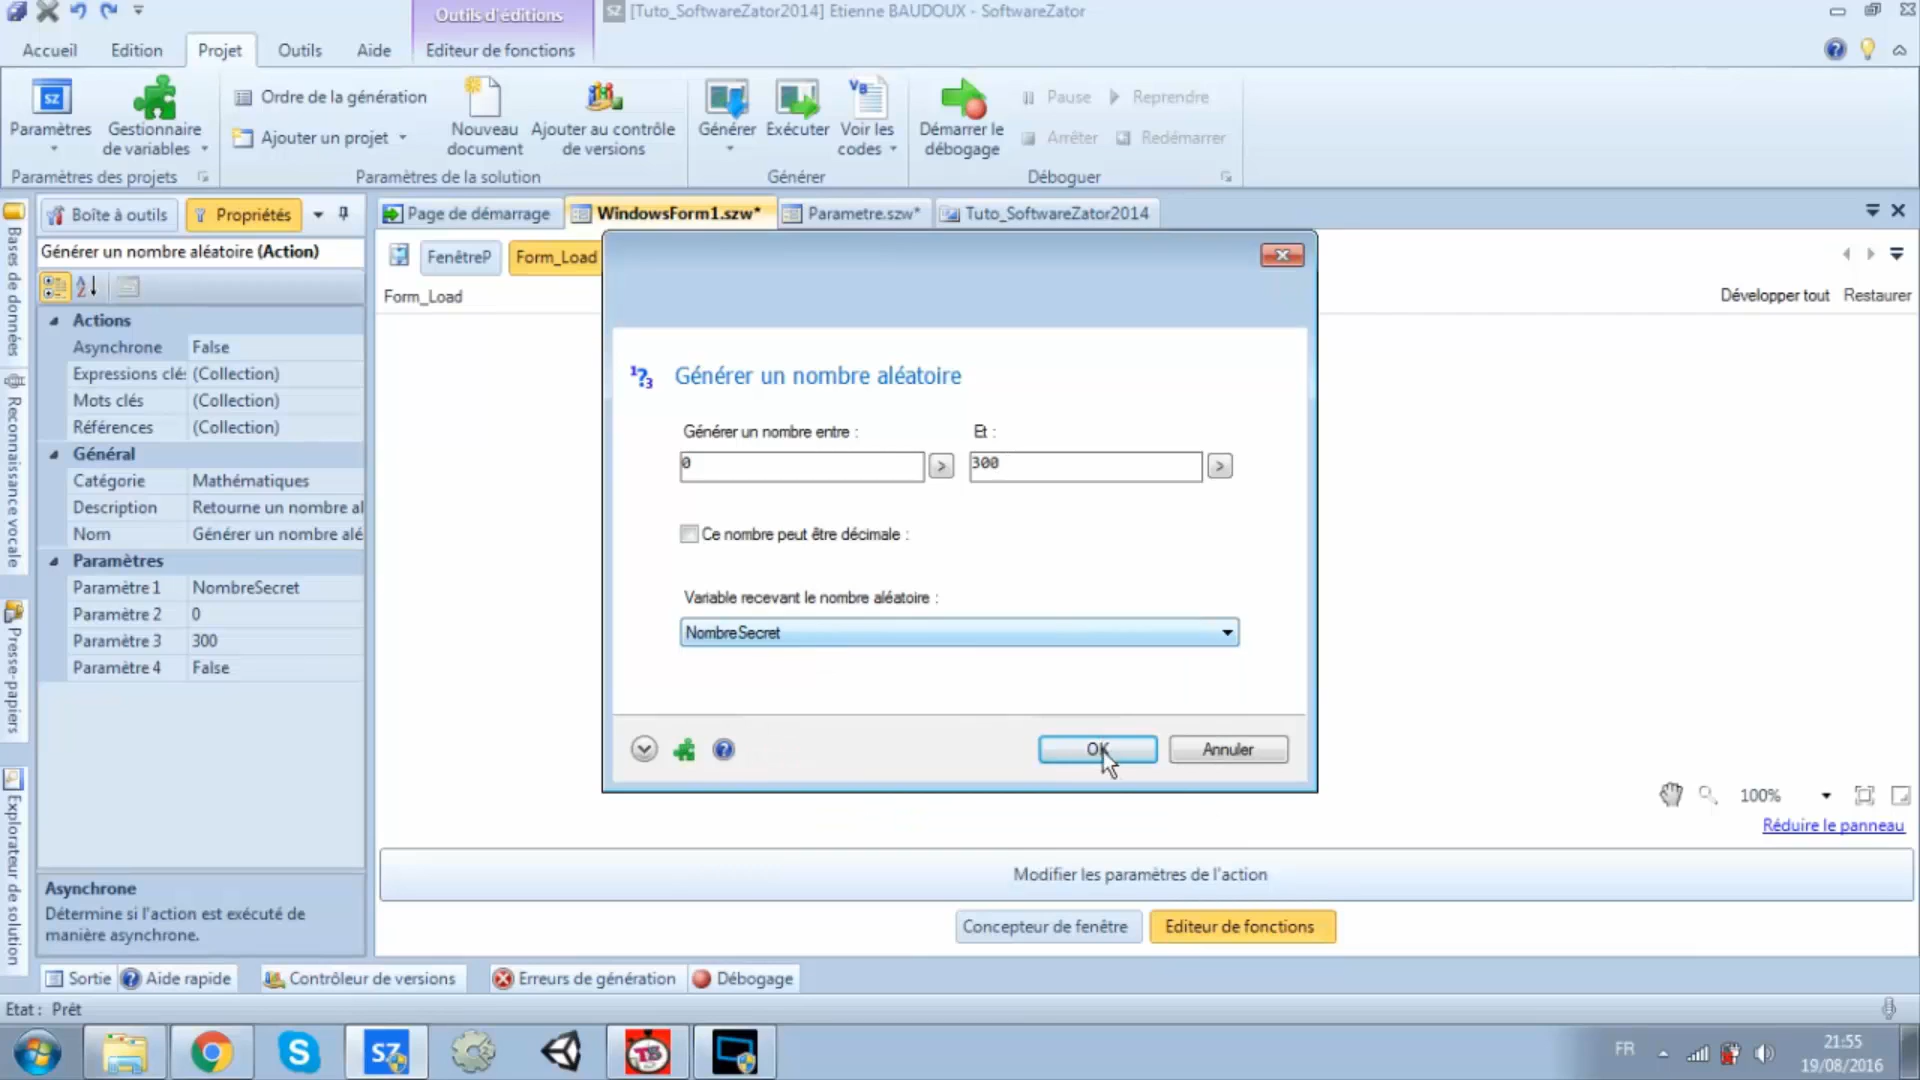 Outils d'éditions
[Tuto_SoftwareZator2014] Etienne BAUDOUX - SoftwareZator
Accueil Edition Projet Outils Aide Editeur de fonctions
Paramètres
Gestionnaire de variables
Ordre de la génération
Ajouter un projet
Nouveau document
Ajouter au contrôle de versions
Générer
Exécuter
Voir les codes
Démarrer le débogage
Pause Reprendre
Arrêter Redémarrer
Paramètres des projets Paramètres de la solution Générer Déboguer
Boîte à outils Propriétés
Page de démarrage WindowsForm1.szw* Parametre.szw* Tuto_SoftwareZator2014
Bases de données
Reconnaissance vocale
Presse-papiers
Explorateur de solution
Générer un nombre aléatoire (Action)
Actions
Asynchrone False
Expressions clé (Collection)
Mots clés (Collection)
Références (Collection)
Général
Catégorie Mathématiques
Description Retourne un nombre al
Nom Générer un nombre alé
Paramètres
Paramètre 1 NombreSecret
Paramètre 2 0
Paramètre 3 300
Paramètre 4 False
Asynchrone
Détermine si l'action est exécuté de
manière asynchrone.
FenêtreP Form_Load
Form_Load
Développer tout Restaurer
Générer un nombre aléatoire
Générer un nombre entre : Et :
0 > 300 >
Ce nombre peut être décimale :
Variable recevant le nombre aléatoire :
NombreSecret
OK Annuler
100%
Réduire le panneau
Modifier les paramètres de l'action
Concepteur de fenêtre Editeur de fonctions
Sortie Aide rapide Contrôleur de versions Erreurs de génération Débogage
Etat : Prêt
FR
21:55
19/08/2016